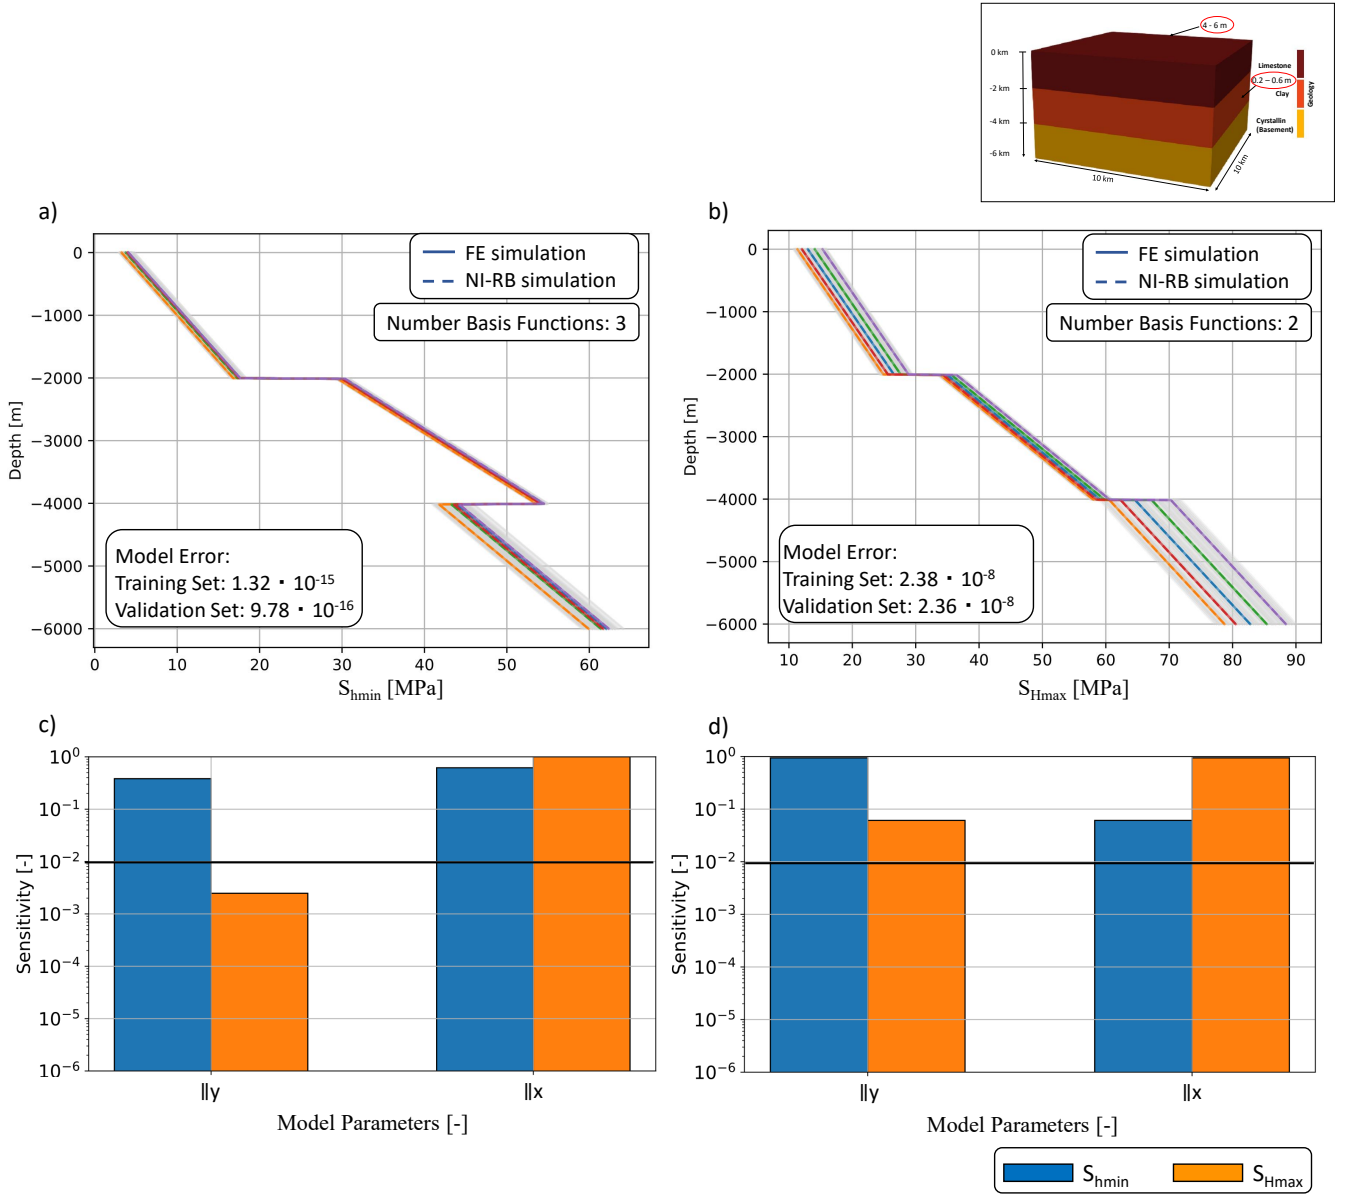 4 - 6 m
0 km
Limestone
0.2 – 0.6 m
-2 km
Clay
Geology
-4 km
Cyrstallin
(Basement)
-6 km
10 km
10 km
a)
b)
FE simulation
NI-RB simulation
Number Basis Functions: 3
0
−1000
−2000
−3000
−4000
−5000
−6000
Depth [m]
Model Error:
Training Set: 1.32 · 10-15
Validation Set: 9.78 · 10-16
0 10 20 30 40 50 60
Shmin [MPa]
FE simulation
NI-RB simulation
Number Basis Functions: 2
0
−1000
−2000
−3000
−4000
−5000
−6000
Depth [m]
Model Error:
Training Set: 2.38 · 10-8
Validation Set: 2.36 · 10-8
10 20 30 40 50 60 70 80 90
SHmax [MPa]
c)
d)
100
10−1
10−2
10−3
10−4
10−5
10−6
Sensitivity [-]
||y ||x
Model Parameters [-]
100
10−1
10−2
10−3
10−4
10−5
10−6
Sensitivity [-]
||y ||x
Model Parameters [-]
Shmin SHmax